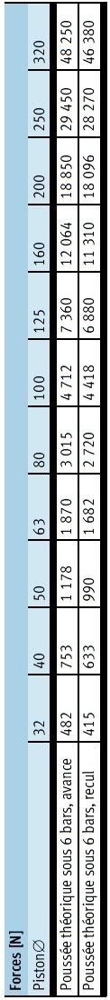 Forces [N]
Piston∅ 32 40 50 63 80 100 125 160 200 250 320
Poussée théorique sous 6 bars, avance 482 753 1 178 1 870 3 015 4 712 7 360 12 064 18 850 29 450 48 250
Poussée théorique sous 6 bars, recul 415 633 990 1 682 2 720 4 418 6 880 11 310 18 096 28 270 46 380